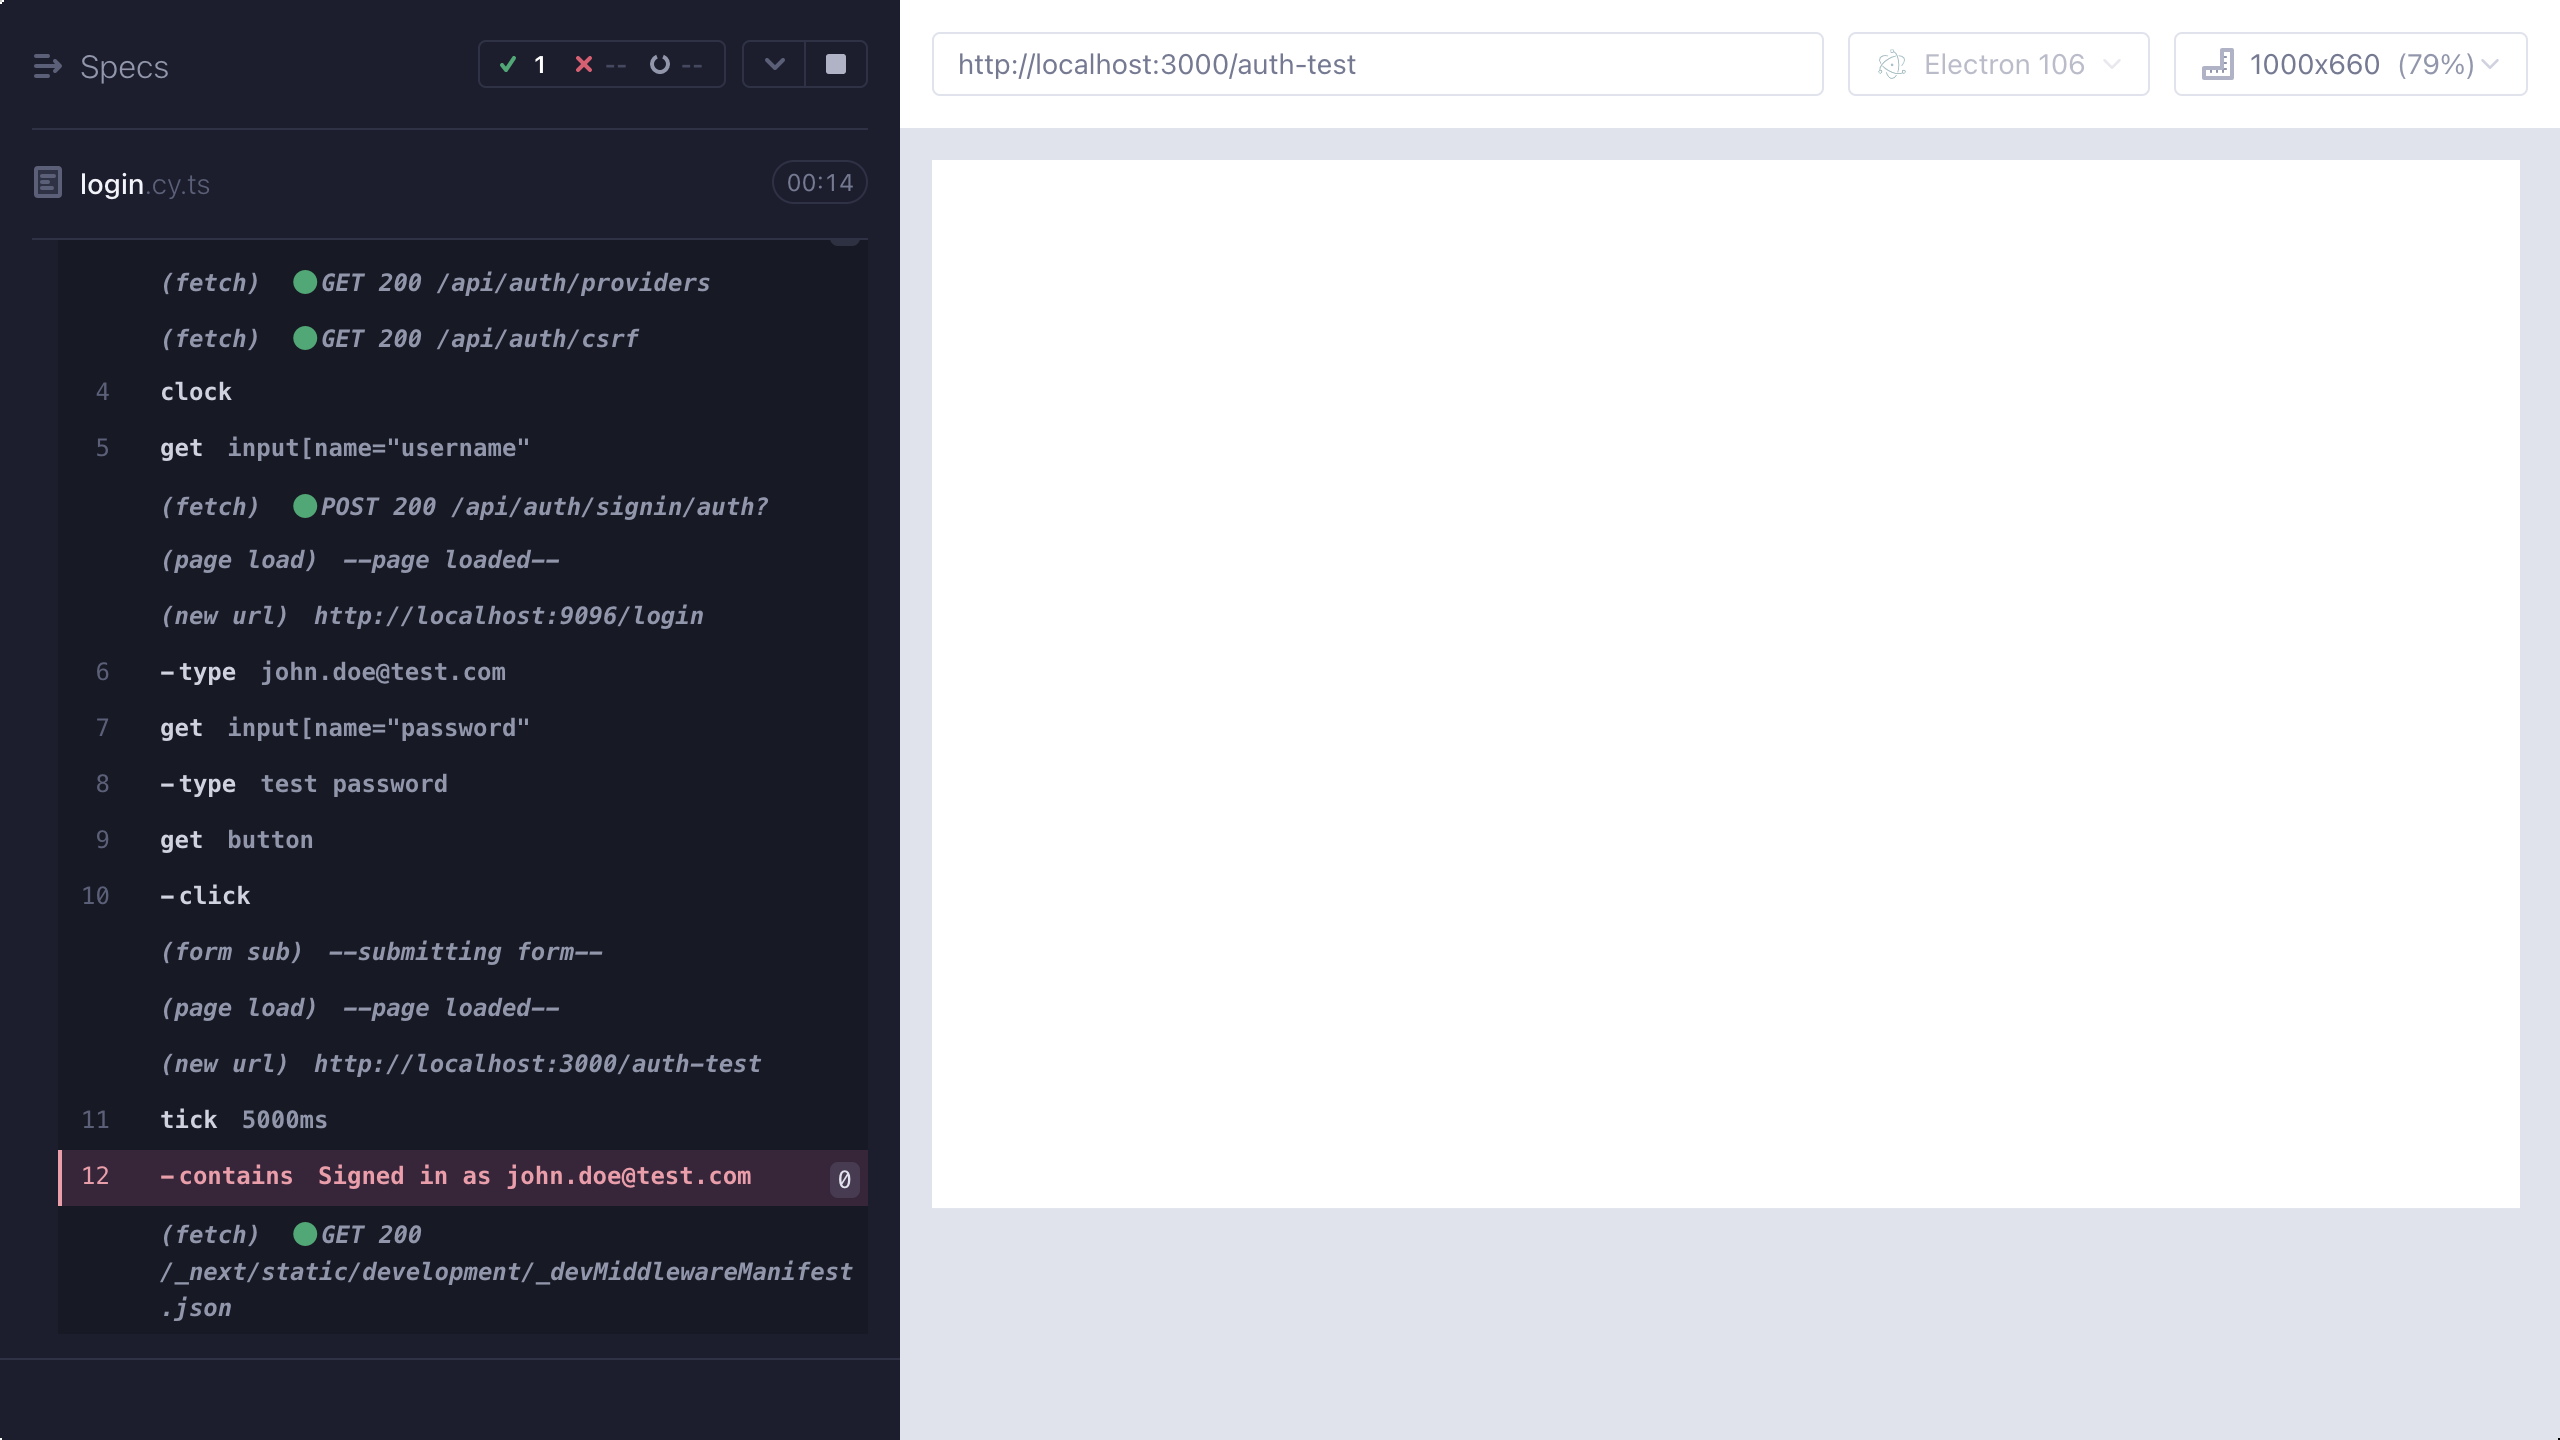 Specs
1 -- --
login.cy.ts
00:14
(fetch) GET 200 /api/auth/providers
(fetch) GET 200 /api/auth/csrf
4 clock
5 get input[name="username"
(fetch) POST 200 /api/auth/signin/auth?
(page load) --page loaded--
(new url) http://localhost:9096/login
6 -type john.doe@test.com
7 get input[name="password"
8 -type test password
9 get button
10 -click
(form sub) --submitting form--
(page load) --page loaded--
(new url) http://localhost:3000/auth-test
11 tick 5000ms
12 -contains Signed in as john.doe@test.com 0
(fetch) GET 200
/_next/static/development/_devMiddlewareManifest
.json
http://localhost:3000/auth-test
Electron 106
1000x660 (79%)